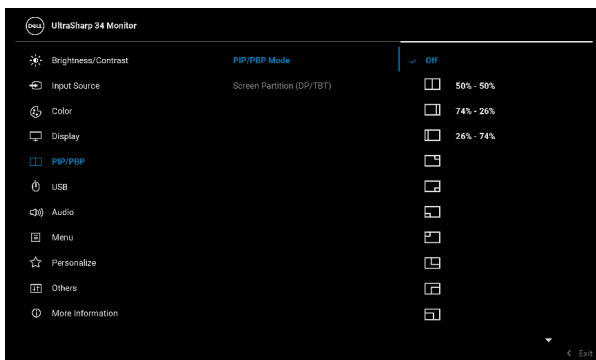 DELL UltraSharp 34 Monitor
Brightness/Contrast PIP/PBP Mode Off
Input Source Screen Partition (DP/TBT) 50% - 50%
Color 74% - 26%
Display 26% - 74%
PIP/PBP
USB
Audio
Menu
Personalize
Others
More Information
Exit